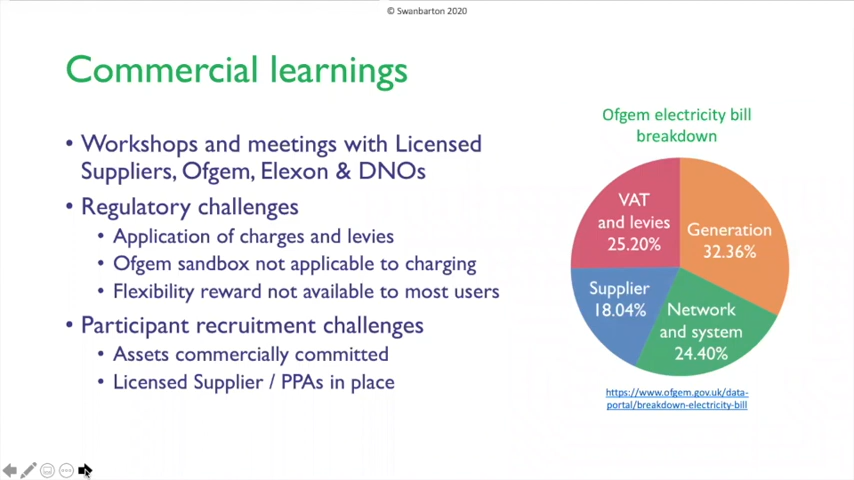 © Swanbarton 2020
Commercial learnings
• Workshops and meetings with Licensed
Suppliers, Ofgem, Elexon & DNOs
• Regulatory challenges
• Application of charges and levies
• Ofgem sandbox not applicable to charging
• Flexibility reward not available to most users
• Participant recruitment challenges
• Assets commercially committed
• Licensed Supplier / PPAs in place
Ofgem electricity bill
breakdown
VAT
and levies
25.20%
Generation
32.36%
Supplier
18.04%
Network
and system
24.40%
https://www.ofgem.gov.uk/data-
portal/breakdown-electricity-bill